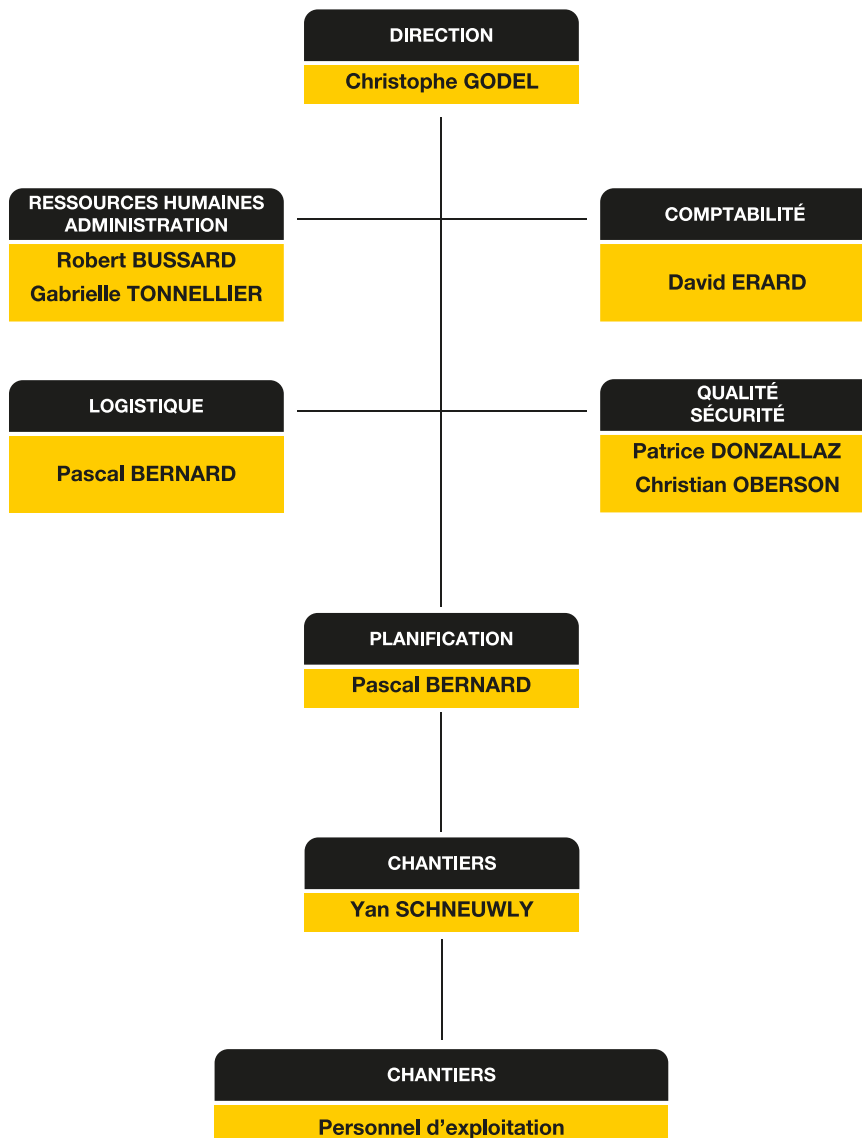 DIRECTION
Christophe GODEL
RESSOURCES HUMAINES
ADMINISTRATION
Robert BUSSARD
Gabrielle TONNELLIER
COMPTABILITÉ
David ERARD
LOGISTIQUE
Pascal BERNARD
QUALITÉ
SÉCURITÉ
Patrice DONZALLAZ
Christian OBERSON
PLANIFICATION
Pascal BERNARD
CHANTIERS
Yan SCHNEUWLY
CHANTIERS
Personnel d'exploitation